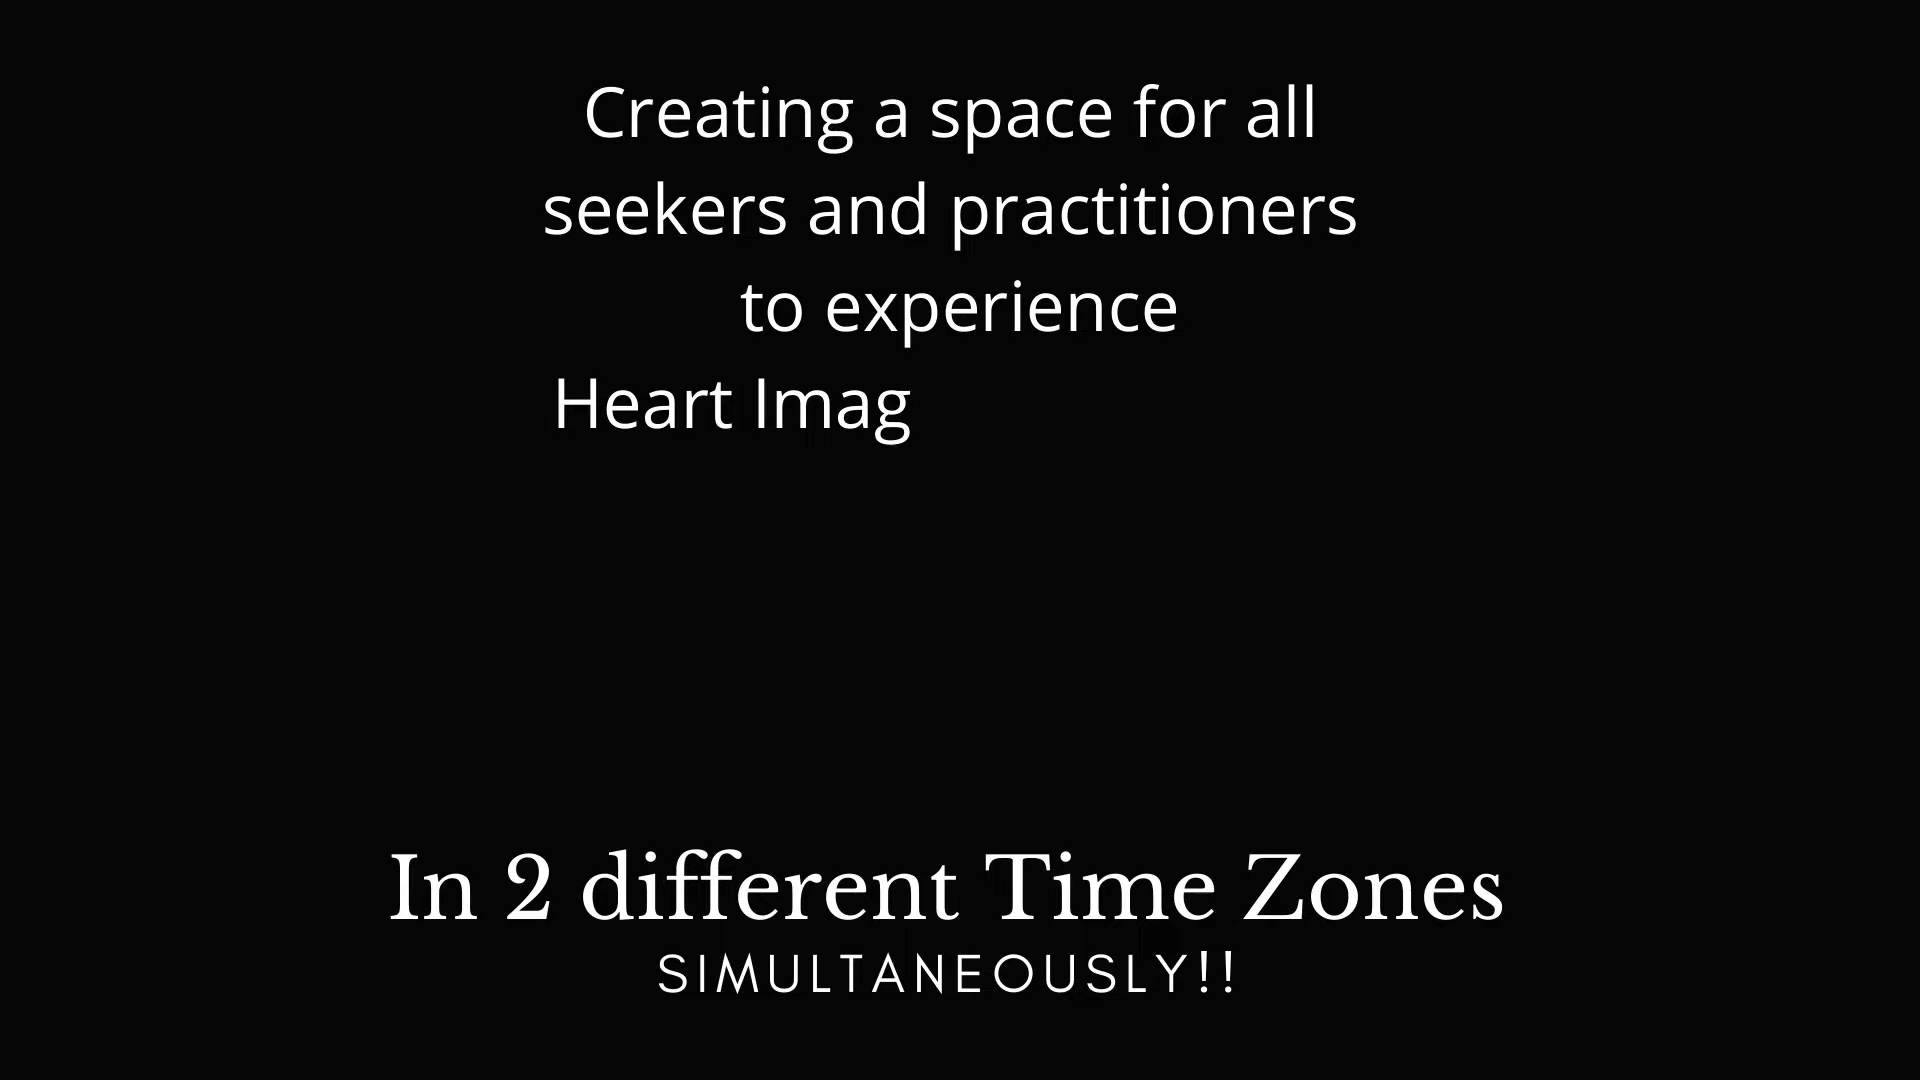 Creating a space for all
seekers and practitioners
to experience
Heart Imag
In 2 different Time Zones
SIMULTANEOUSLY!!